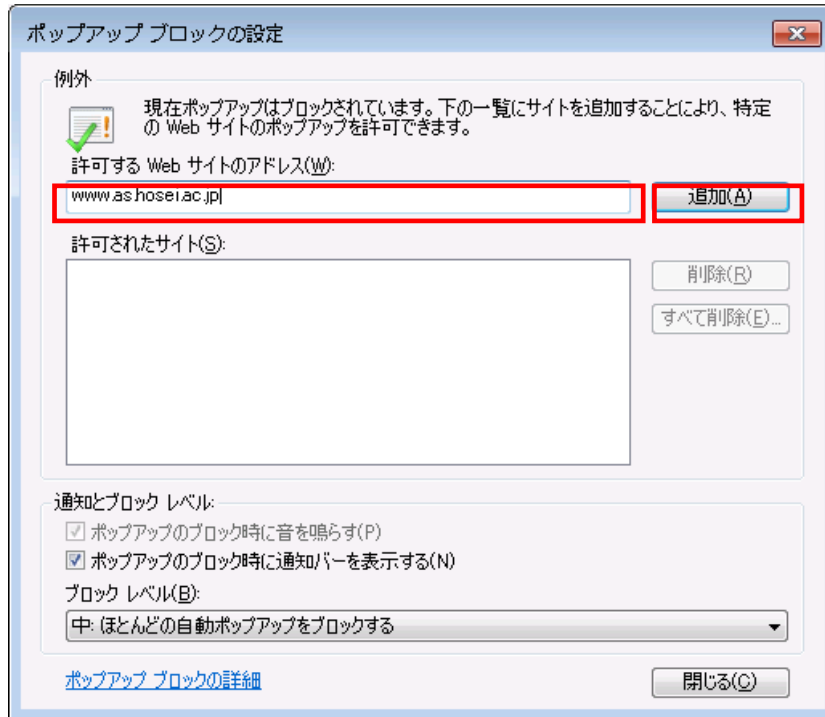 ポップアップ ブロックの設定
例外
現在ポップアップはブロックされています。下の一覧にサイトを追加することにより、特定
の Web サイトのポップアップを許可できます。
許可する Web サイトのアドレス(W):
www.as.hosei.ac.jp
追加(A)
許可されたサイト(S):
削除(R)
すべて削除(E)...
通知とブロック レベル:
ポップアップのブロック時に音を鳴らす(P)
ポップアップのブロック時に通知バーを表示する(N)
ブロック レベル(B):
中: ほとんどの自動ポップアップをブロックする
ポップアップ ブロックの詳細
閉じる(C)